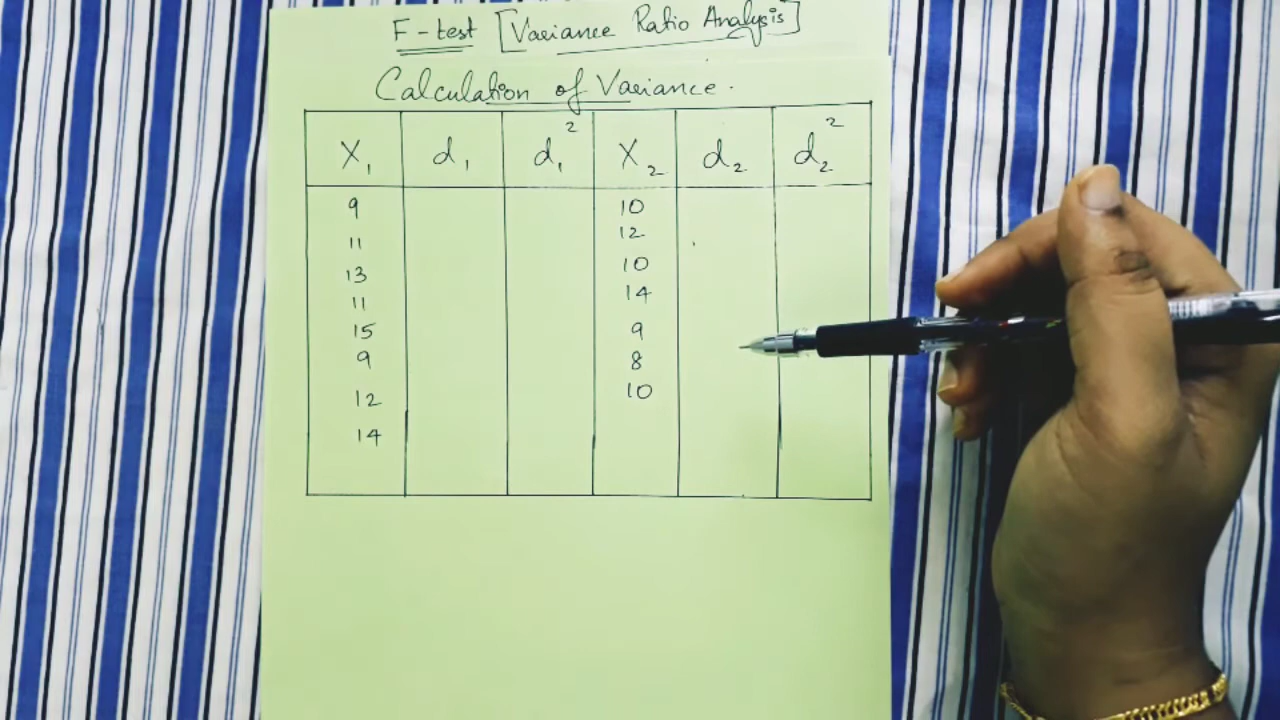 F-test [Variance Ratio Analysis]
Calculation of Variance.
X₁ d₁ d₁² X₂ d₂ d₂²
9 10
11 12
13 10
11 14
15 9
9 8
12 10
14